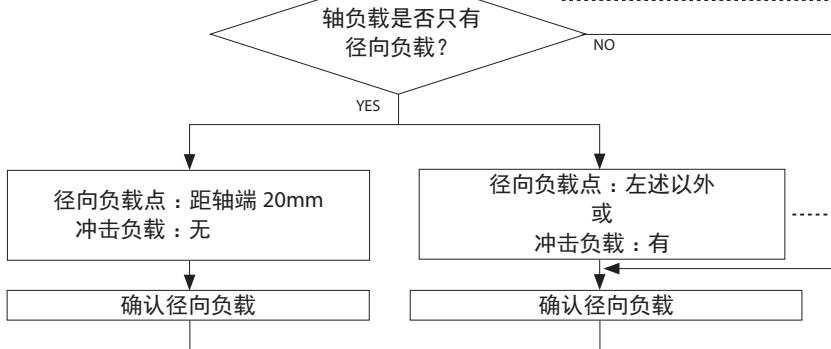 轴负载是否只有
径向负载?
NO
YES
径向负载点：距轴端 20mm
冲击负载：无
径向负载点：左述以外
或
冲击负载：有
确认径向负载
确认径向负载